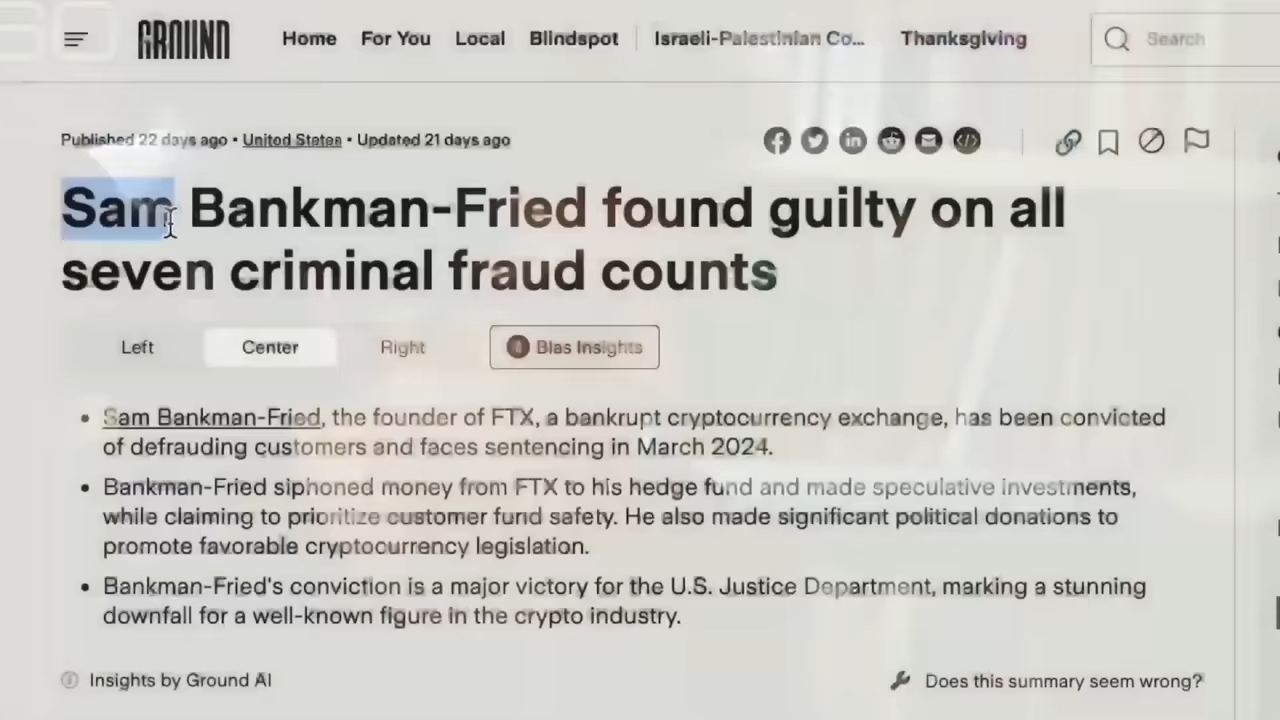 GROUND
Home For You Local Blindspot Israeli-Palestinian Co... Thanksgiving Search
Published 22 days ago • United States • Updated 21 days ago
Sam Bankman-Fried found guilty on all
seven criminal fraud counts
Left Center Right Bias Insights
• Sam Bankman-Fried, the founder of FTX, a bankrupt cryptocurrency exchange, has been convicted
of defrauding customers and faces sentencing in March 2024.
• Bankman-Fried siphoned money from FTX to his hedge fund and made speculative investments,
while claiming to prioritize customer fund safety. He also made significant political donations to
promote favorable cryptocurrency legislation.
• Bankman-Fried's conviction is a major victory for the U.S. Justice Department, marking a stunning
downfall for a well-known figure in the crypto industry.
Insights by Ground AI Does this summary seem wrong?